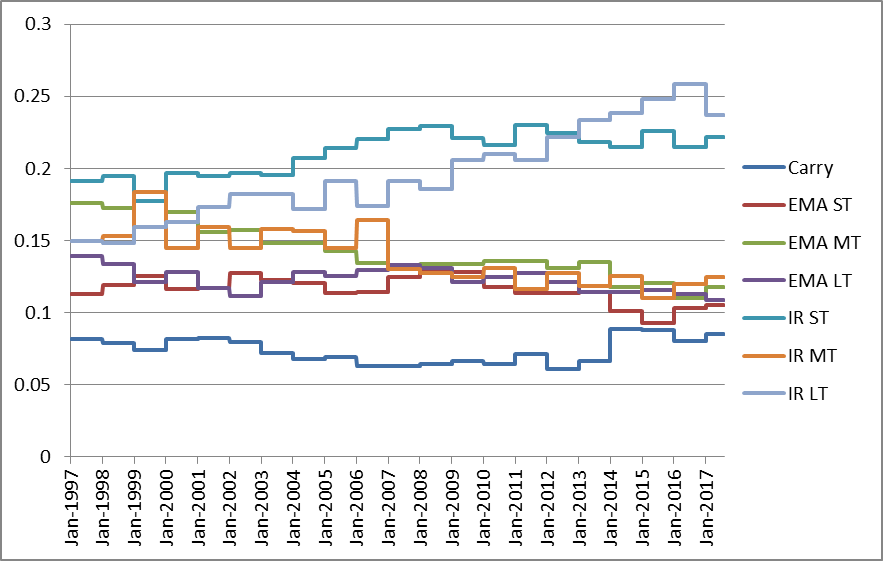 0.3
0.25
0.2
0.15
0.1
0.05
0
Jan-1997
Jan-1998
Jan-1999
Jan-2000
Jan-2001
Jan-2002
Jan-2003
Jan-2004
Jan-2005
Jan-2006
Jan-2007
Jan-2008
Jan-2009
Jan-2010
Jan-2011
Jan-2012
Jan-2013
Jan-2014
Jan-2015
Jan-2016
Jan-2017
Carry
EMA ST
EMA MT
EMA LT
IR ST
IR MT
IR LT